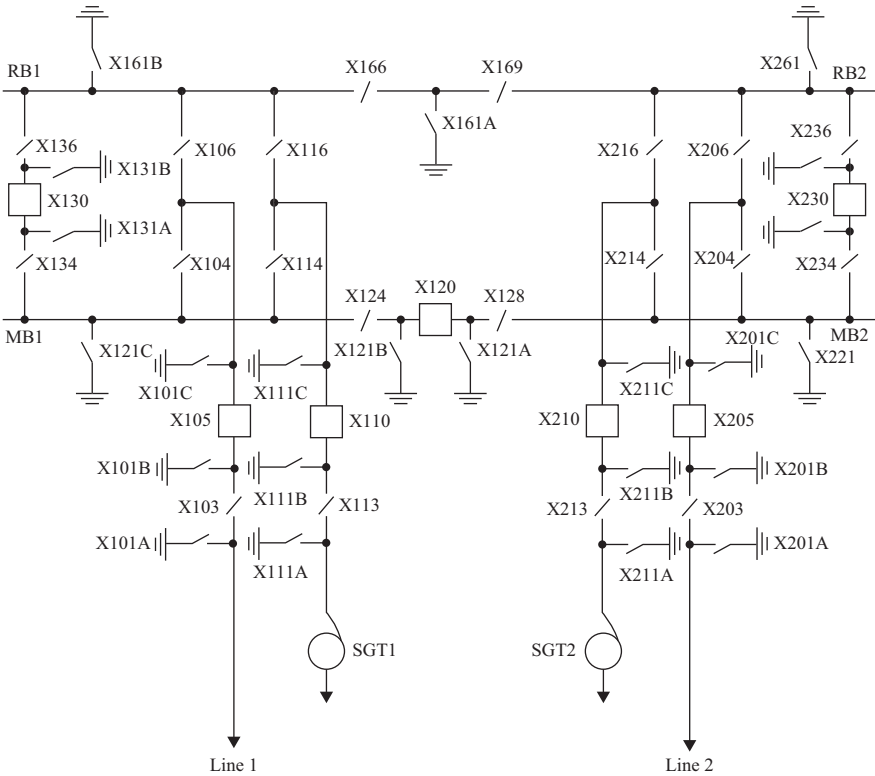 X161B
X166
X169
X261
RB1
RB2
X161A
X136
X106
X116
X216
X206
X236
X131B
X130
X230
X131A
X134
X104
X114
X214
X204
X234
X120
X124
X128
MB1
MB2
X121C
X121B
X121A
X201C
X221
X101C
X111C
X211C
X105
X110
X210
X205
X101B
X111B
X211B
X201B
X103
X113
X213
X203
X101A
X111A
X211A
X201A
SGT1
SGT2
Line 1
Line 2